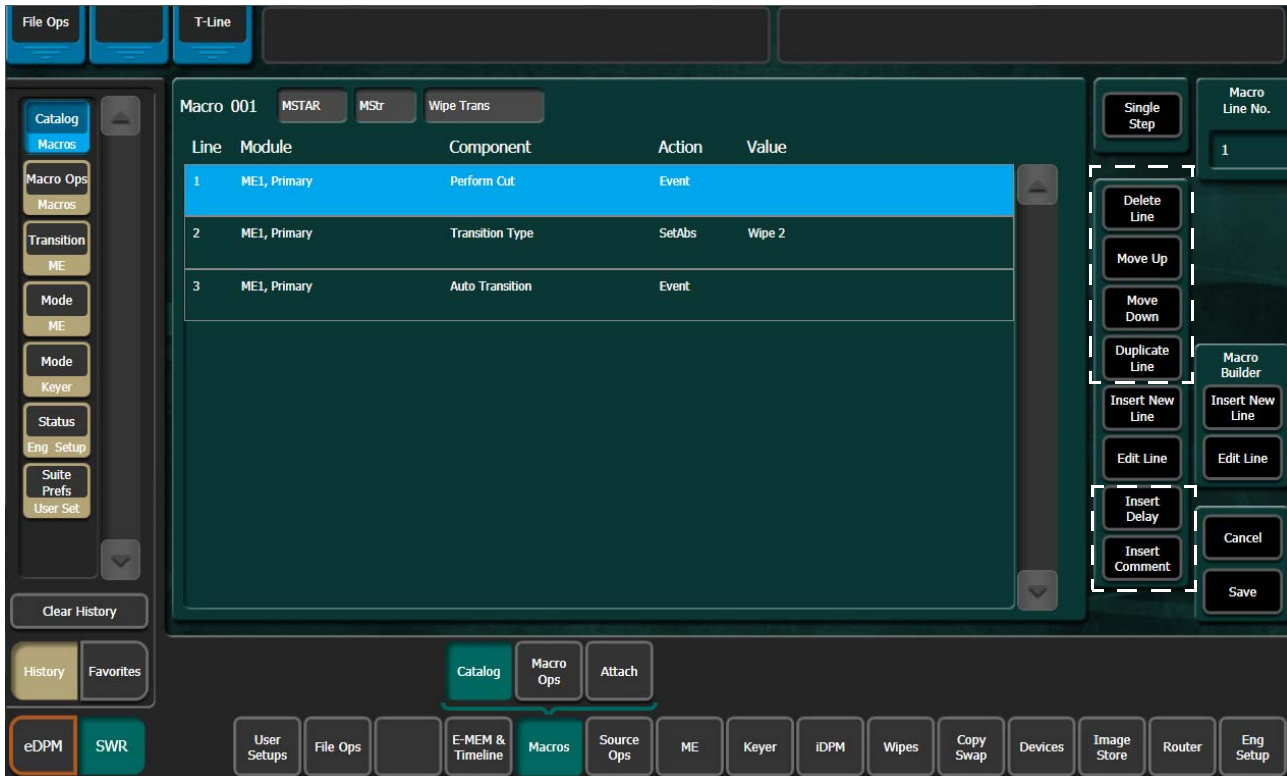 File Ops
T-Line
Catalog
Macros
Macro Ops
Macros
Transition
ME
Mode
ME
Mode
Keyer
Status
Eng Setup
Suite
Prefs
User Set
Clear History
History
Favorites
eDPM
SWR
Macro 001 MSTAR MStr Wipe Trans
Line Module Component Action Value
1 ME1, Primary Perform Cut Event
2 ME1, Primary Transition Type SetAbs Wipe 2
3 ME1, Primary Auto Transition Event
Single
Step
Delete
Line
Move Up
Move
Down
Duplicate
Line
Insert New
Line
Edit Line
Insert
Delay
Insert
Comment
Macro
Line No.
1
Macro
Builder
Insert New
Line
Edit Line
Cancel
Save
Catalog
Macro
Ops
Attach
User
Setups
File Ops
E-MEM &
Timeline
Macros
Source
Ops
ME
Keyer
iDPM
Wipes
Copy
Swap
Devices
Image
Store
Router
Eng
Setup